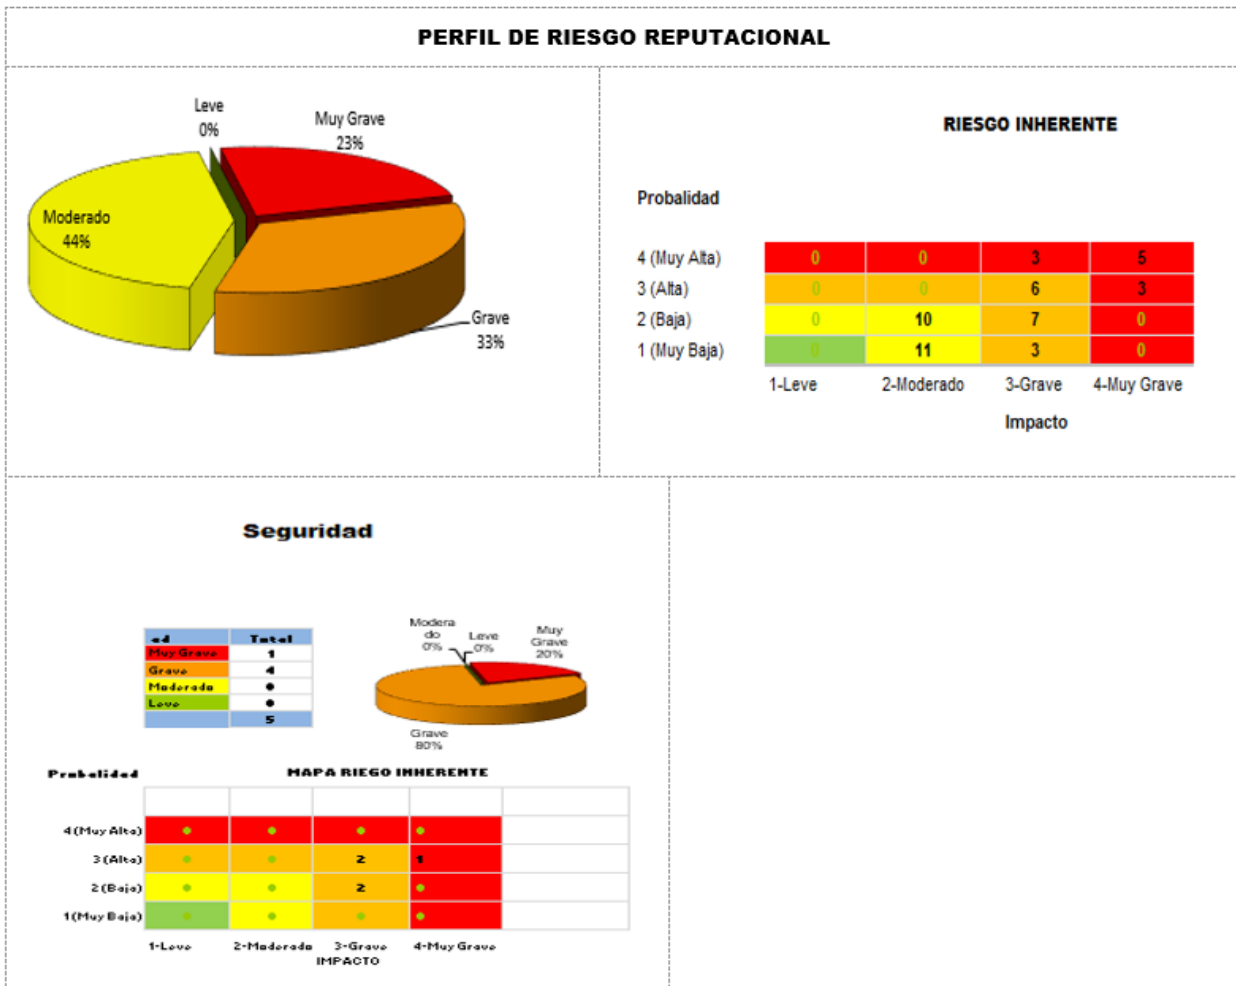 PERFIL DE RIESGO REPUTACIONAL
Leve
0%
Muy Grave
23%
Moderado
44%
Grave
33%
RIESGO INHERENTE
Probalidad
4 (Muy Alta) 0 0 3 5
3 (Alta) 0 0 6 3
2 (Baja) 0 10 7 0
1 (Muy Baja) 0 11 3 0
1-Leve 2-Moderado 3-Grave 4-Muy Grave
Impacto
Seguridad
ad Total
Muy Grave 1
Grave 4
Moderado 0
Leve 0
5
Modera
do
0%
Leve
0%
Muy
Grave
20%
Grave
80%
Probalidad MAPA RIEGO INHERENTE
4 (Muy Alta) 0 0 0 0
3 (Alta) 0 0 2 1
2 (Baja) 0 0 2 0
1 (Muy Baja) 0 0 0 0
1-Leve 2-Moderado 3-Grave 4-Muy Grave
IMPACTO